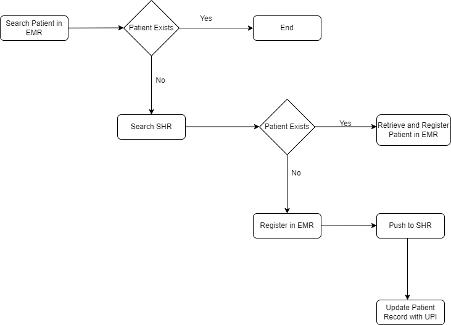 Search Patient in
EMR
Patient Exists
Yes
End
No
Search SHR
Patient Exists
Yes
Retrieve and Register
Patient in EMR
No
Register in EMR
Push to SHR
Update Patient
Record with UPI